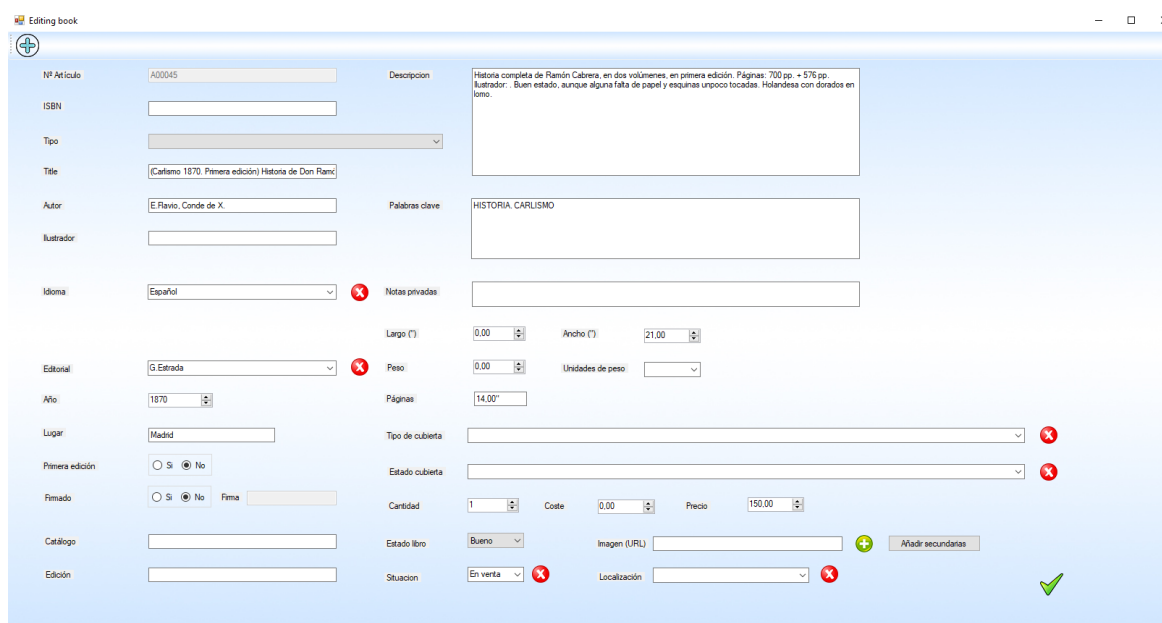 Editing book
Nº Artículo A00045 Descripcion
Historia completa de Ramón Cabrera, en dos volúmenes, en primera edición. Páginas: 700 pp. + 576 pp.
Ilustrador: . Buen estado, aunque alguna falta de papel y esquinas unpoco tocadas. Holandesa con dorados en
lomo.
ISBN
Tipo
Title (Carlismo 1870. Primera edición) Historia de Don Ramó
Autor E.Flavio, Conde de X. Palabras clave HISTORIA, CARLISMO
Ilustrador
Idioma Español Notas privadas
Largo (") 0,00 Ancho (") 21,00
Editorial G.Estrada Peso 0,00 Unidades de peso
Año 1870 Páginas 14,00"
Lugar Madrid Tipo de cubierta
Primera edición Si No Estado cubierta
Firmado Si No Firma
Cantidad 1 Coste 0,00 Precio 150,00
Catálogo Estado libro Bueno Imagen (URL) Añadir secundarias
Edición Situacion En venta Localización